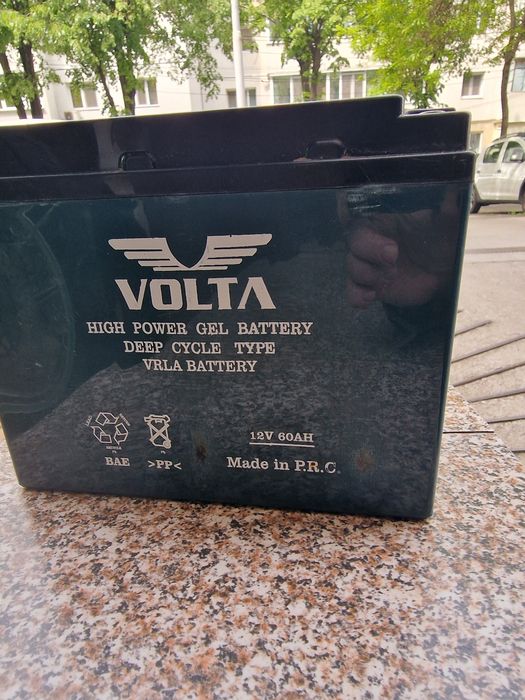 VOLTA
HIGH POWER GEL BATTERY
DEEP CYCLE TYPE
VRLA BATTERY
12V 60AH
BAE >PP< Made in P.R.C.